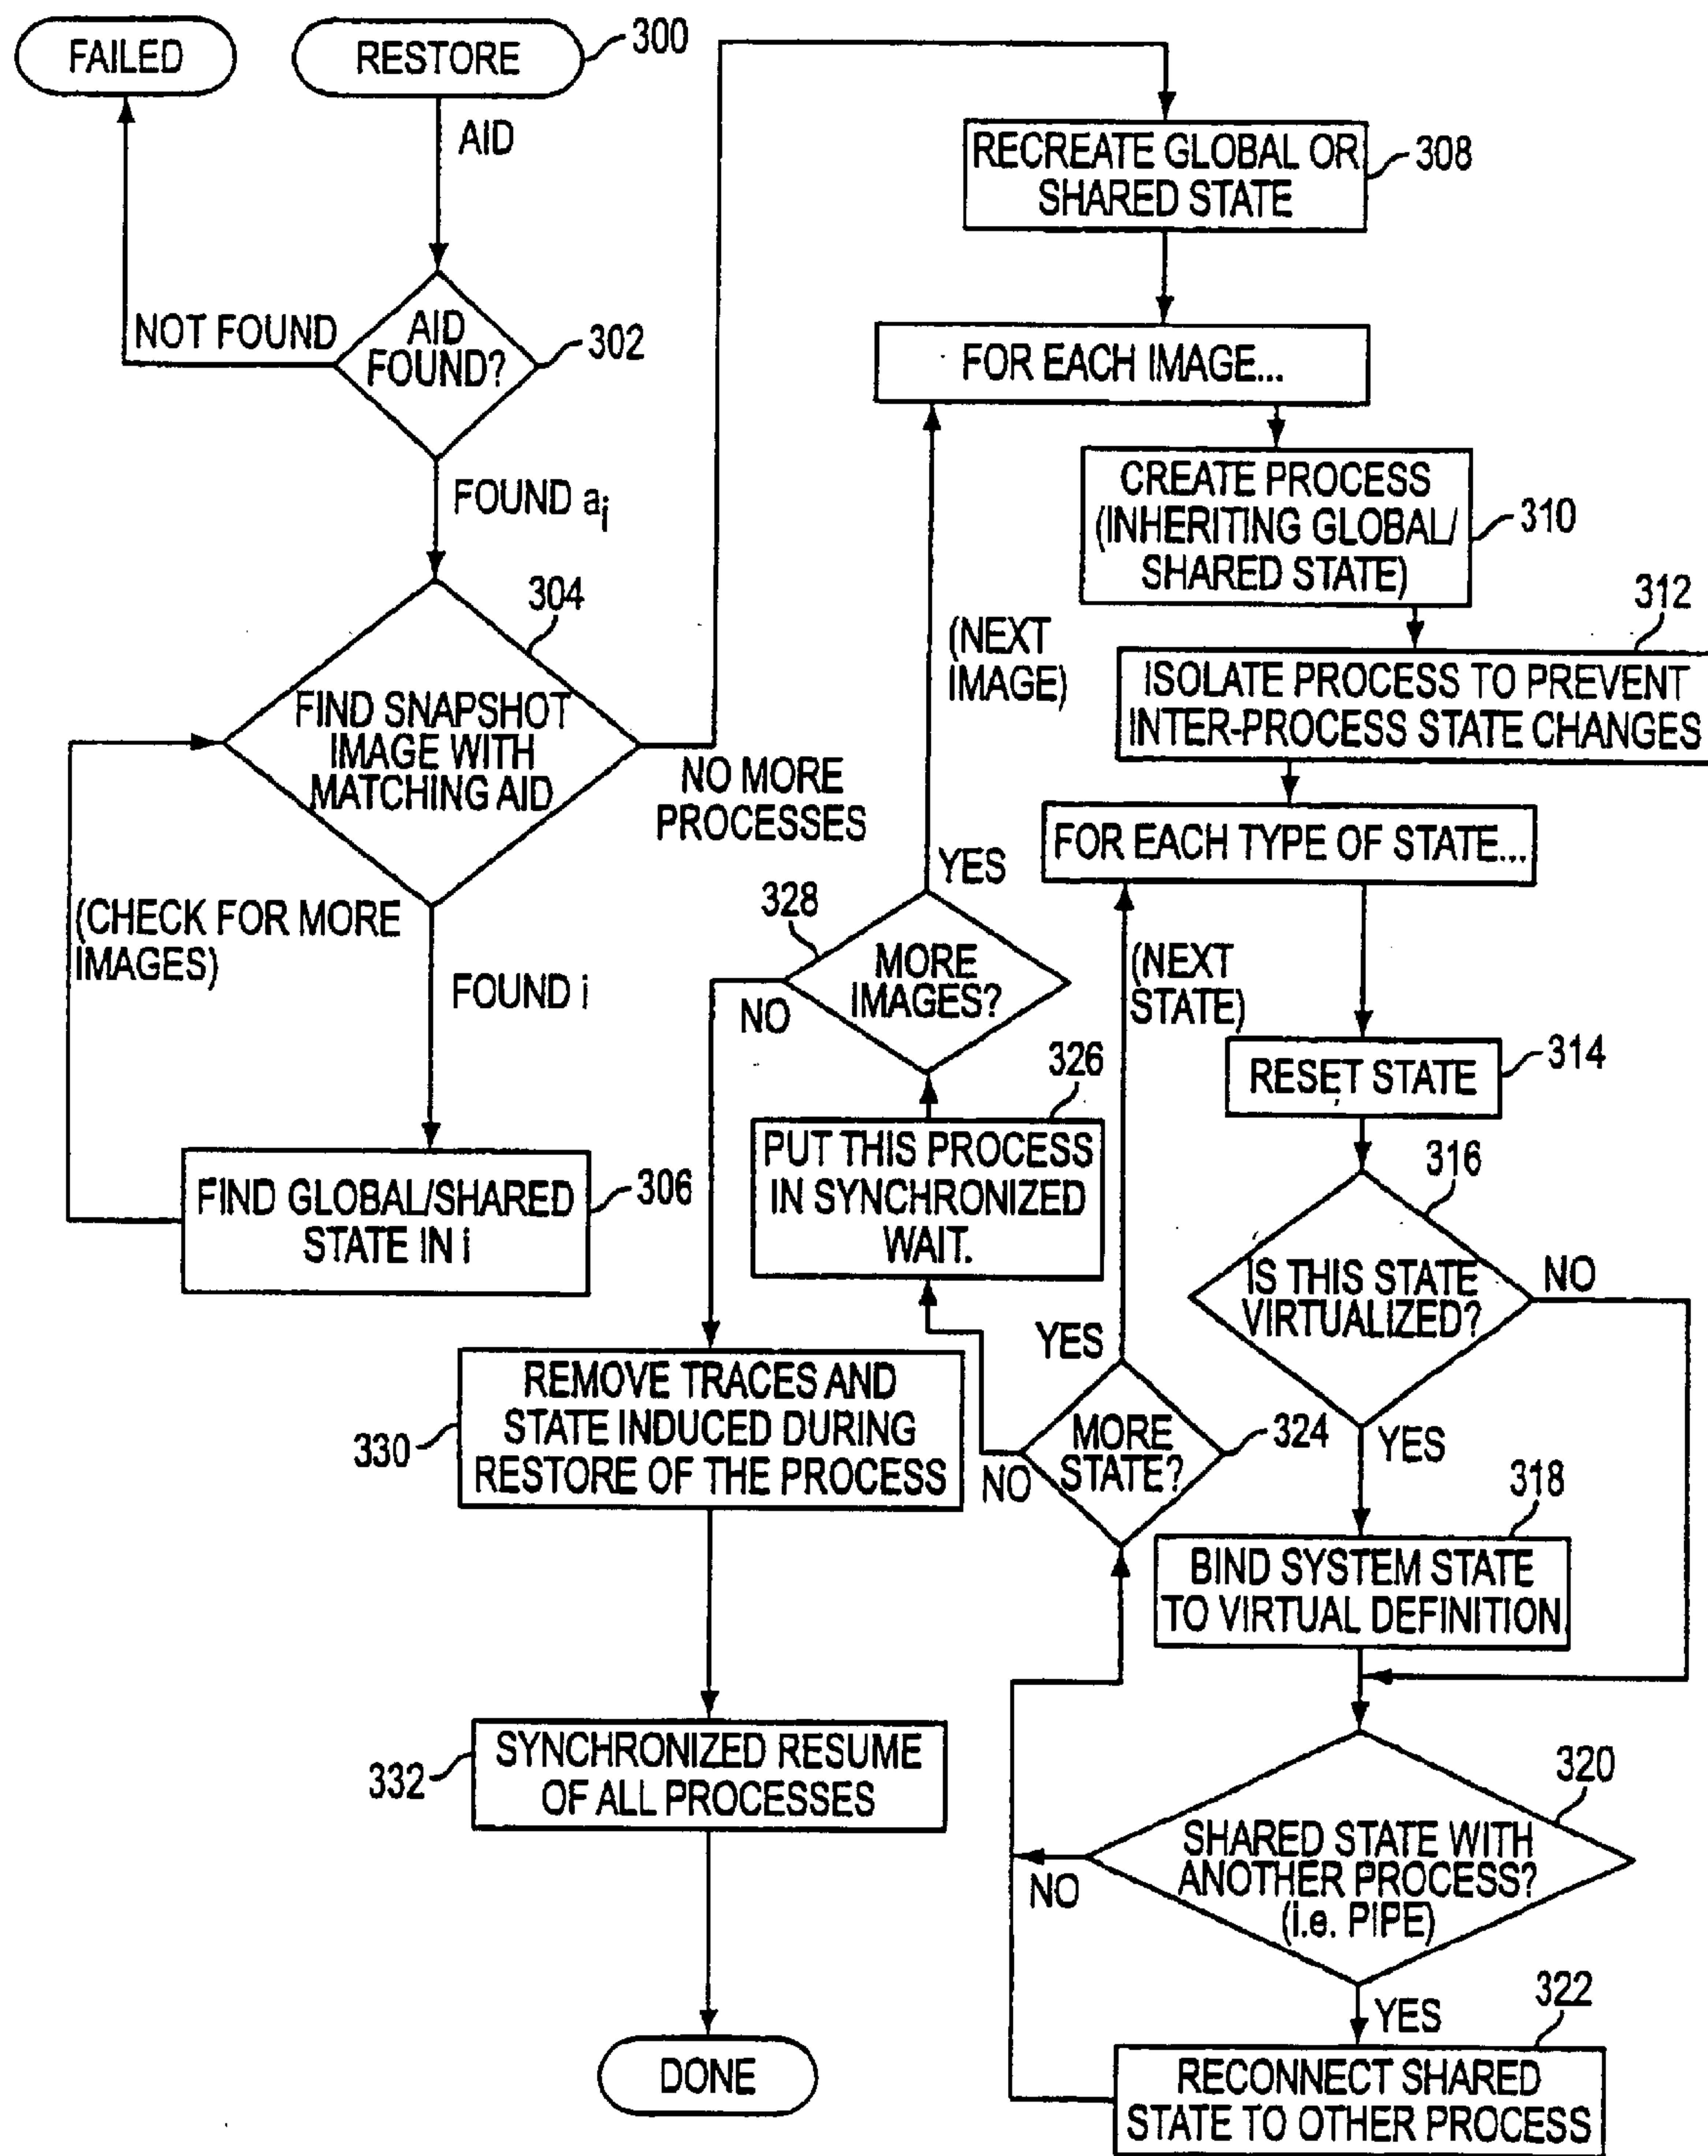 FAILED
RESTORE
300
AID
NOT FOUND
AID
FOUND?
302
FOUND ai
304
FIND SNAPSHOT
IMAGE WITH
MATCHING AID
NO MORE
PROCESSES
(CHECK FOR MORE
IMAGES)
FOUND i
FIND GLOBAL/SHARED
STATE IN i
306
RECREATE GLOBAL OR
SHARED STATE
308
FOR EACH IMAGE...
CREATE PROCESS
(INHERITING GLOBAL/
SHARED STATE)
310
312
ISOLATE PROCESS TO PREVENT
INTER-PROCESS STATE CHANGES
FOR EACH TYPE OF STATE...
(NEXT
IMAGE)
YES
328
MORE
IMAGES?
NO
(NEXT
STATE)
RESET STATE
314
326
PUT THIS PROCESS
IN SYNCHRONIZED
WAIT.
316
IS THIS STATE
VIRTUALIZED?
NO
YES
YES
MORE
STATE?
324
NO
318
BIND SYSTEM STATE
TO VIRTUAL DEFINITION
330
REMOVE TRACES AND
STATE INDUCED DURING
RESTORE OF THE PROCESS
332
SYNCHRONIZED RESUME
OF ALL PROCESSES
320
SHARED STATE WITH
ANOTHER PROCESS?
(i.e. PIPE)
NO
YES
322
RECONNECT SHARED
STATE TO OTHER PROCESS
DONE